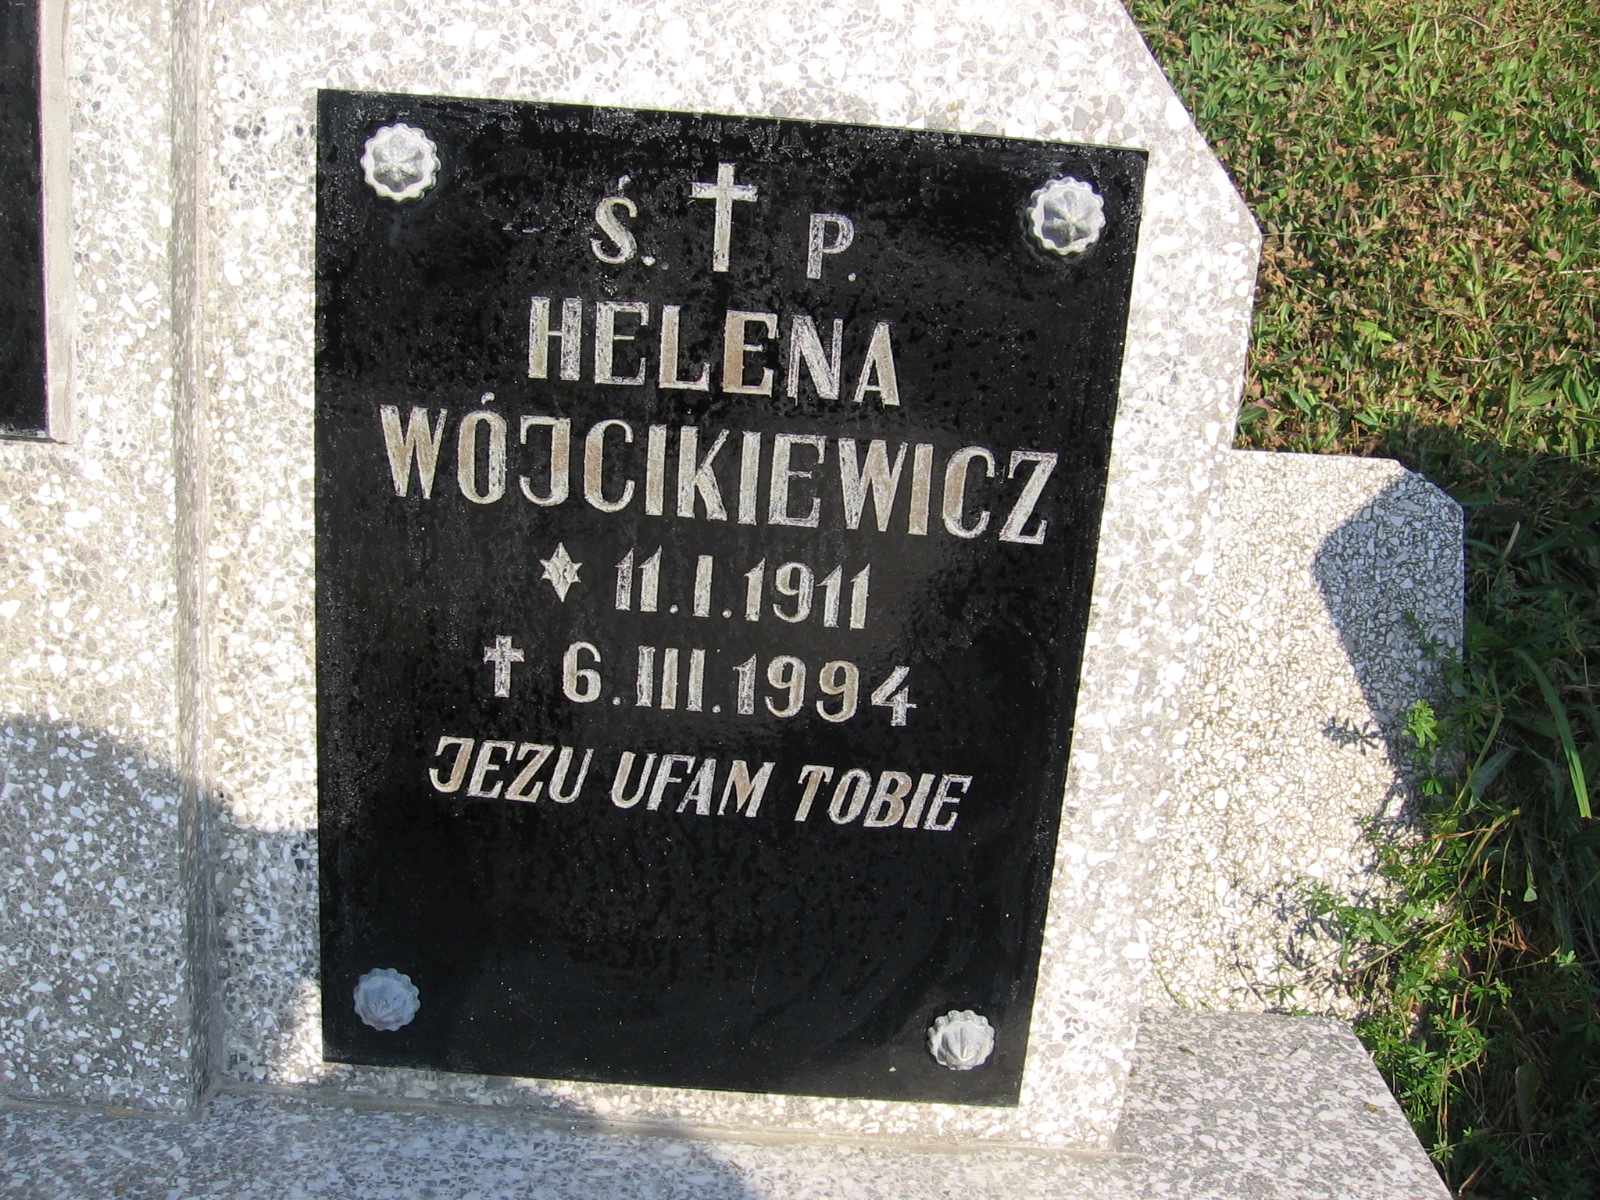 Ś. P.
HELENA
WÓJCIKIEWICZ
11.I.1911
6.III.1994
JEZU UFAM TOBIE